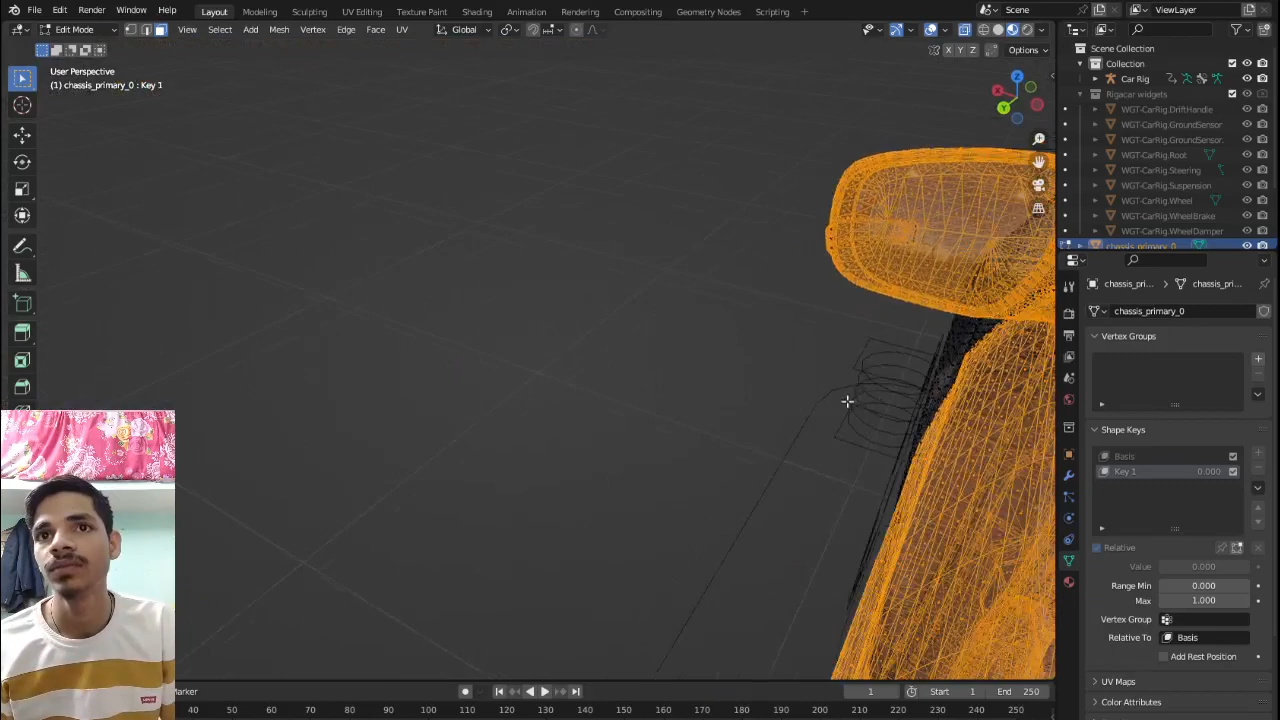 File Edit Render Window Help Layout Modeling Sculpting UV Editing Texture Paint Shading Animation Rendering Compositing Geometry Nodes Scripting + Scene ViewLayer
Edit Mode View Select Add Mesh Vertex Edge Face UV Global
X Y Z Options
User Perspective
(1) chassis_primary_0 : Key 1
Z
X
Y
Scene Collection
Collection
Car Rig
Rigacar widgets
WGT-CarRig.DriftHandle
WGT-CarRig.GroundSensor
WGT-CarRig.GroundSensor.
WGT-CarRig.Root
WGT-CarRig.Steering
WGT-CarRig.Suspension
WGT-CarRig.Wheel
WGT-CarRig.WheelBrake
WGT-CarRig.WheelDamper
chassis_primary_0
chassis_pri... > chassis_pri...
chassis_primary_0
Vertex Groups
Shape Keys
Basis
Key 1 0.000
Relative
Value 0.000
Range Min 0.000
Max 1.000
Vertex Group
Relative To Basis
Add Rest Position
UV Maps
Color Attributes
Marker 1 Start 1 End 250
40 50 60 70 80 90 100 110 120 130 140 150 160 170 180 190 200 210 220 230 240 250